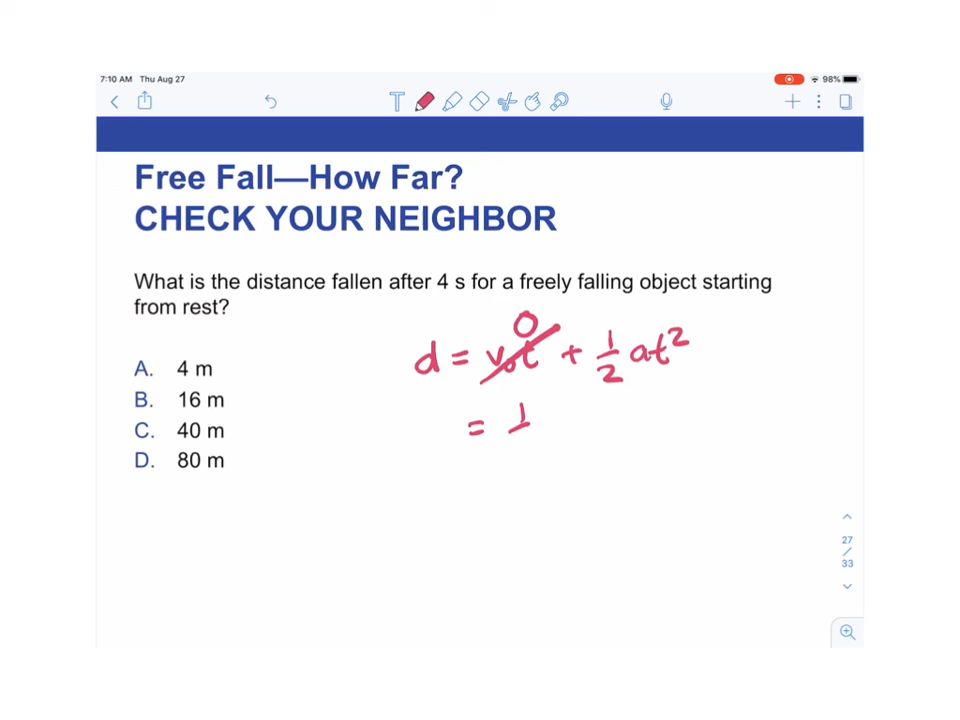 7:10 AM Thu Aug 27
98%
T
Free Fall—How Far?
CHECK YOUR NEIGHBOR
What is the distance fallen after 4 s for a freely falling object starting
from rest?
0
d = v₀t + 1/2 at²
= 1
A. 4 m
B. 16 m
C. 40 m
D. 80 m
27
/
33